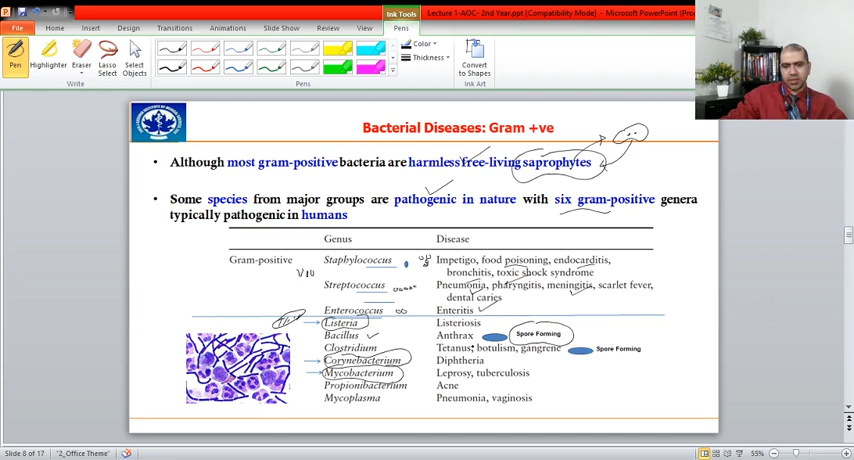 Ink Tools
Lecture 1-AOC- 2nd Year.ppt [Compatibility Mode] - Microsoft PowerPoint (Pro
File Home Insert Design Transitions Animations Slide Show Review View Pens
Pen Highlighter Eraser Lasso Select Select Objects
Color
Thickness
Convert to Shapes
Write Pens Ink Art
Bacterial Diseases: Gram +ve
• Although most gram-positive bacteria are harmless free-living saprophytes
• Some species from major groups are pathogenic in nature with six gram-positive genera
typically pathogenic in humans
Genus Disease
Gram-positive Staphylococcus Impetigo, food poisoning, endocarditis,
bronchitis, toxic shock syndrome
Streptococcus Pneumonia, pharyngitis, meningitis, scarlet fever,
dental caries
Enterococcus Enteritis
Listeria Listeriosis
Bacillus Anthrax Spore Forming
Clostridium Tetanus, botulism, gangrene Spore Forming
Corynebacterium Diphtheria
Mycobacterium Leprosy, tuberculosis
Propionibacterium Acne
Mycoplasma Pneumonia, vaginosis
Slide 8 of 17 "2_Office Theme" 55%